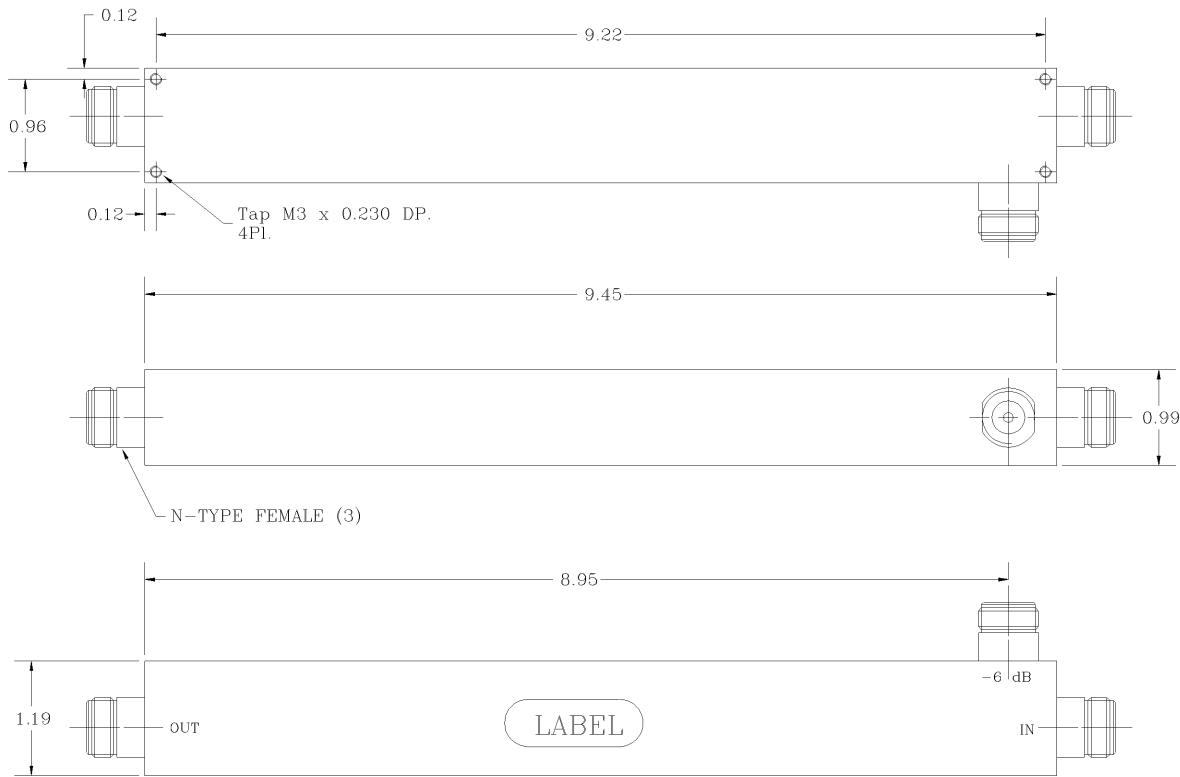 0.12
9.22
0.96
0.12
Tap M3 x 0.230 DP.
4Pl.
9.45
0.99
N-TYPE FEMALE (3)
8.95
-6 dB
1.19
OUT
LABEL
IN